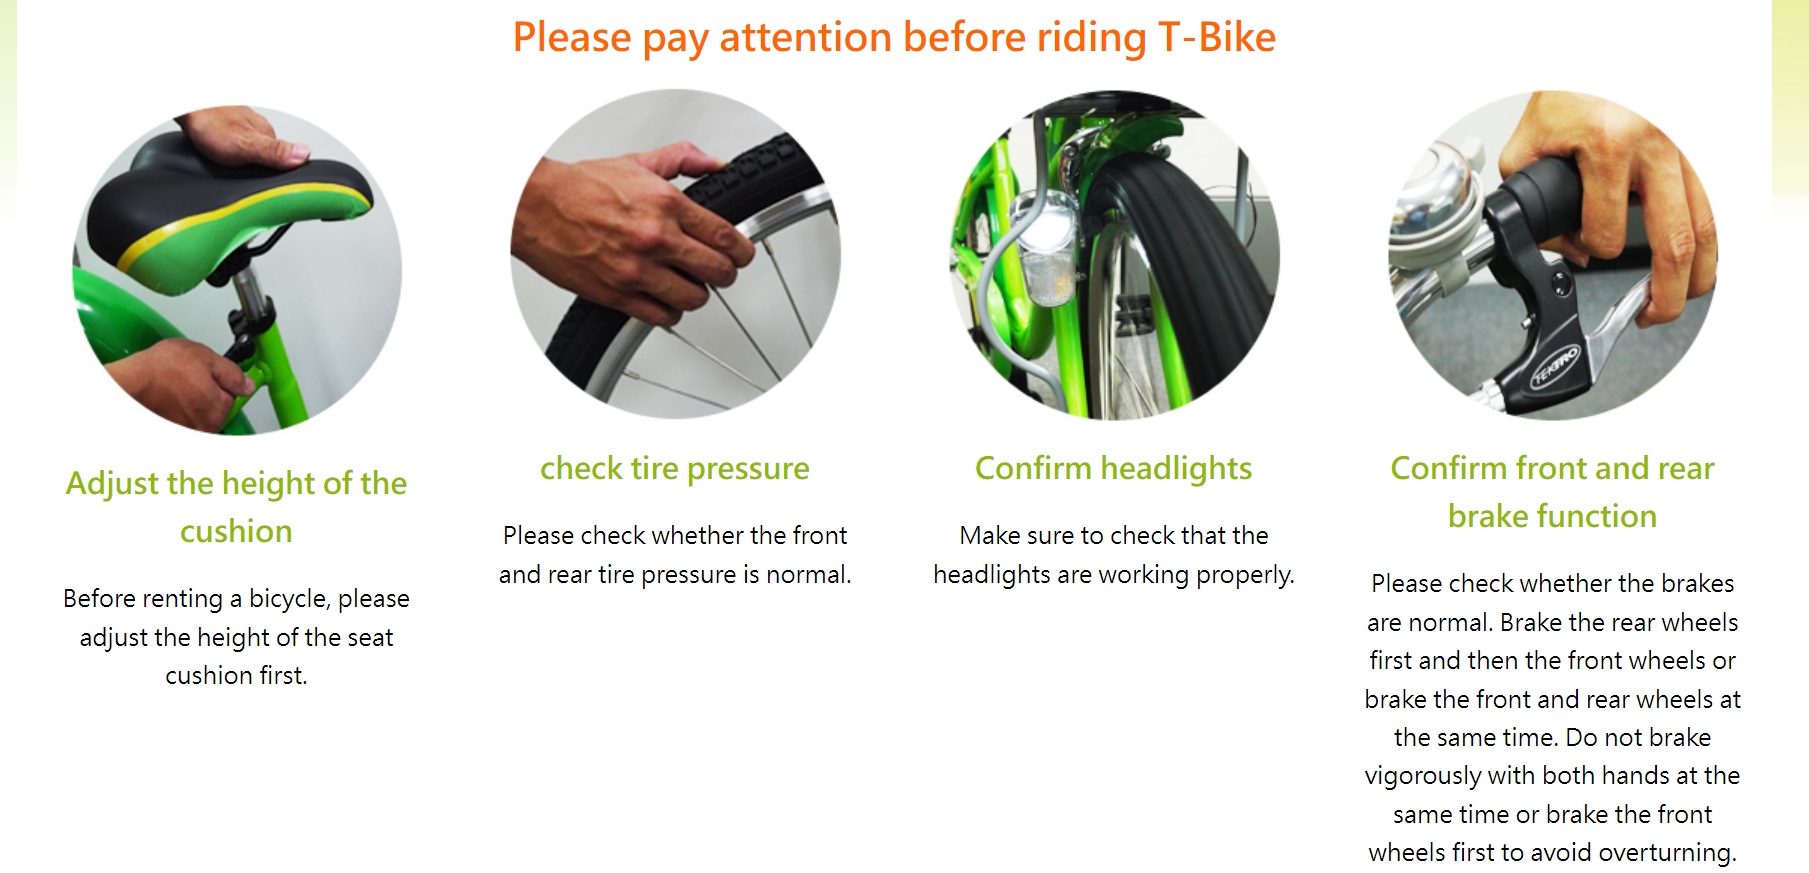 Please pay attention before riding T-Bike
TEKTRO
Adjust the height of the
cushion
Before renting a bicycle, please
adjust the height of the seat
cushion first.
check tire pressure
Please check whether the front
and rear tire pressure is normal.
Confirm headlights
Make sure to check that the
headlights are working properly.
Confirm front and rear
brake function
Please check whether the brakes
are normal. Brake the rear wheels
first and then the front wheels or
brake the front and rear wheels at
the same time. Do not brake
vigorously with both hands at the
same time or brake the front
wheels first to avoid overturning.